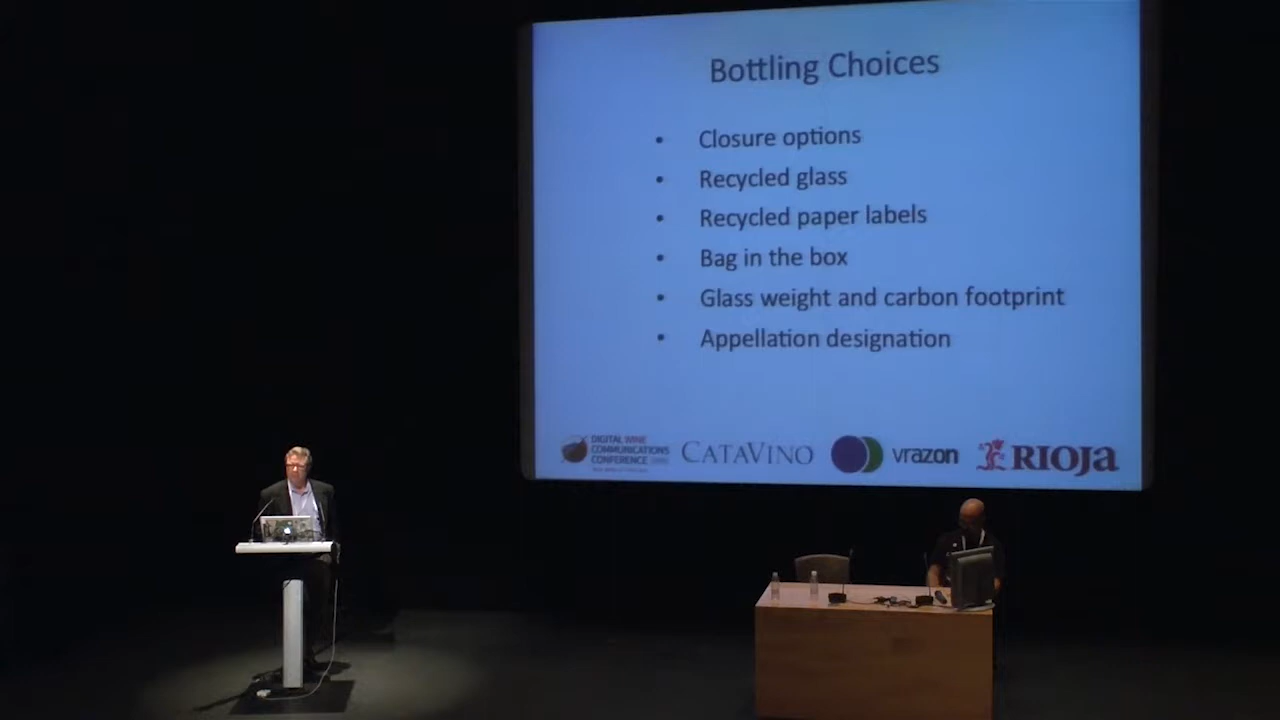 Bottling Choices
• Closure options
• Recycled glass
• Recycled paper labels
• Bag in the box
• Glass weight and carbon footprint
• Appellation designation
DIGITAL WINE
COMMUNICATIONS
CONFERENCE
CATAVINO
vrazon
RIOJA